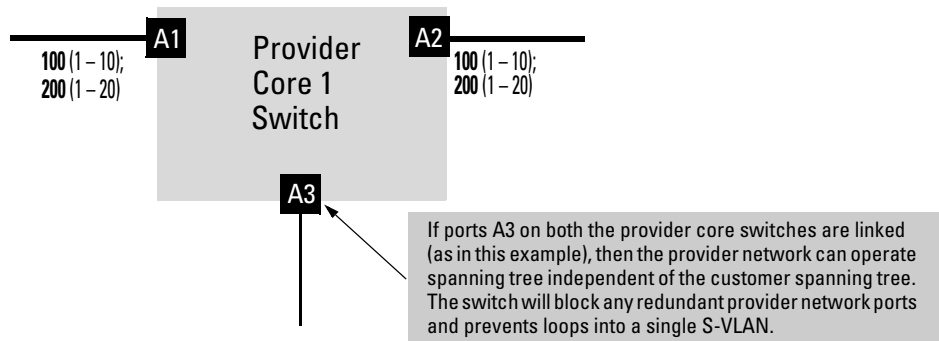 A1
Provider
Core 1
Switch
A2
100 (1 – 10);
200 (1 – 20)
100 (1 – 10);
200 (1 – 20)
A3
If ports A3 on both the provider core switches are linked
(as in this example), then the provider network can operate
spanning tree independent of the customer spanning tree.
The switch will block any redundant provider network ports
and prevents loops into a single S-VLAN.